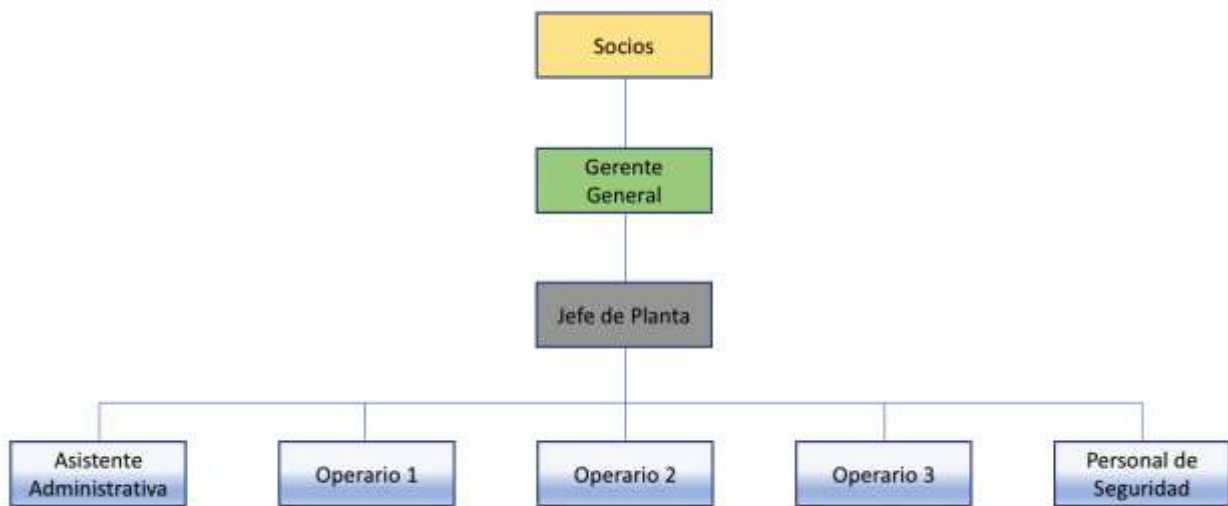 Socios
Gerente
General
Jefe de Planta
Asistente
Administrativa
Operario 1
Operario 2
Operario 3
Personal de
Seguridad